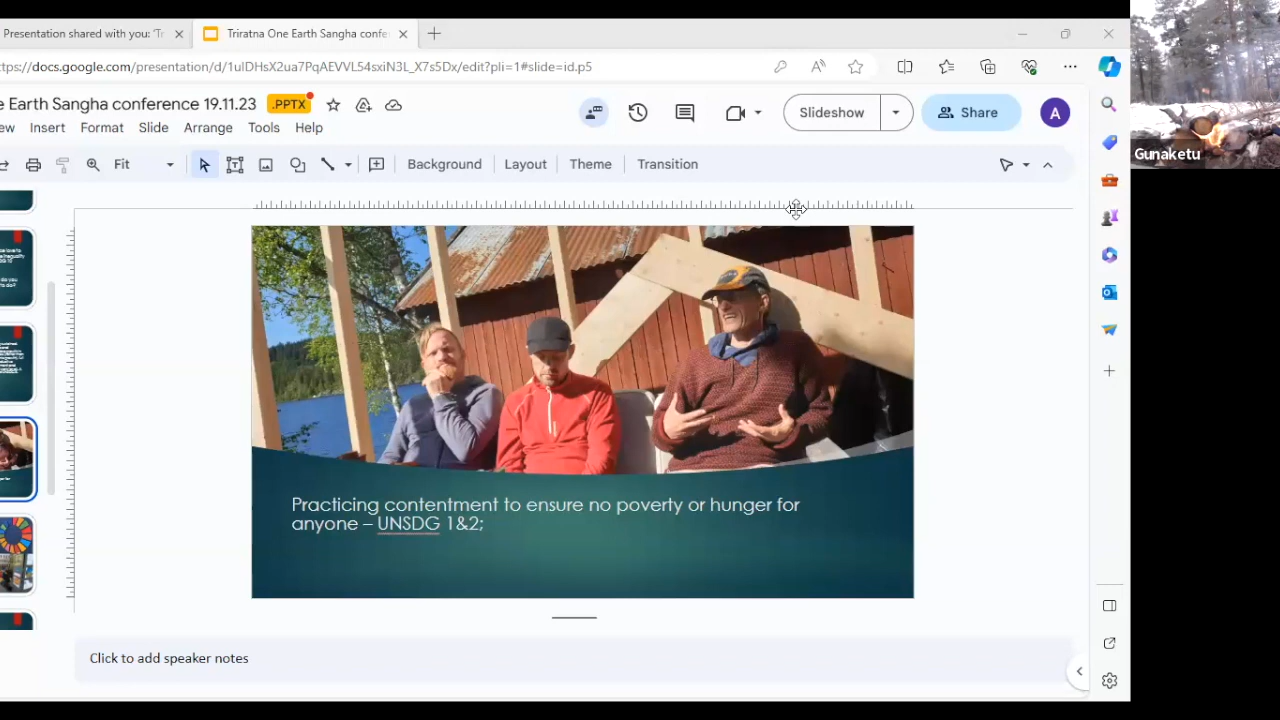 Presentation shared with you: 'Tr
Triratna One Earth Sangha confe
ttps://docs.google.com/presentation/d/1ulDHsX2ua7PqAEVVL54sxiN3L_X7s5Dx/edit?pli=1#slide=id.p5
e Earth Sangha conference 19.11.23 .PPTX
Slideshow
Share
A
ew Insert Format Slide Arrange Tools Help
Fit
Background Layout Theme Transition
Gunaketu
Practicing contentment to ensure no poverty or hunger for
anyone – UNSDG 1&2;
Click to add speaker notes